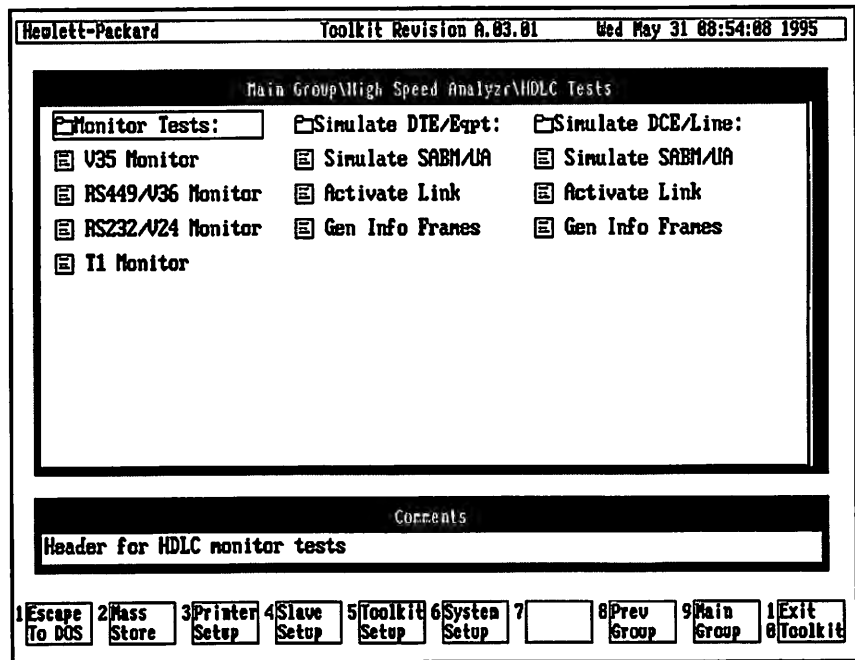 Hewlett-Packard Toolkit Revision A.03.01 Wed May 31 08:54:08 1995
Main Group\High Speed Analyzr\HDLC Tests
Monitor Tests: Simulate DTE/Eqpt: Simulate DCE/Line:
V35 Monitor Simulate SABM/UA Simulate SABM/UA
RS449/V36 Monitor Activate Link Activate Link
RS232/V24 Monitor Gen Info Frames Gen Info Frames
T1 Monitor
Comments
Header for HDLC monitor tests
1 Escape 2 Mass 3 Printer 4 Slave 5 Toolkit 6 System 7 8 Prev 9 Main 1 Exit
To DOS Store Setup Setup Setup Setup Group Group 0 Toolkit